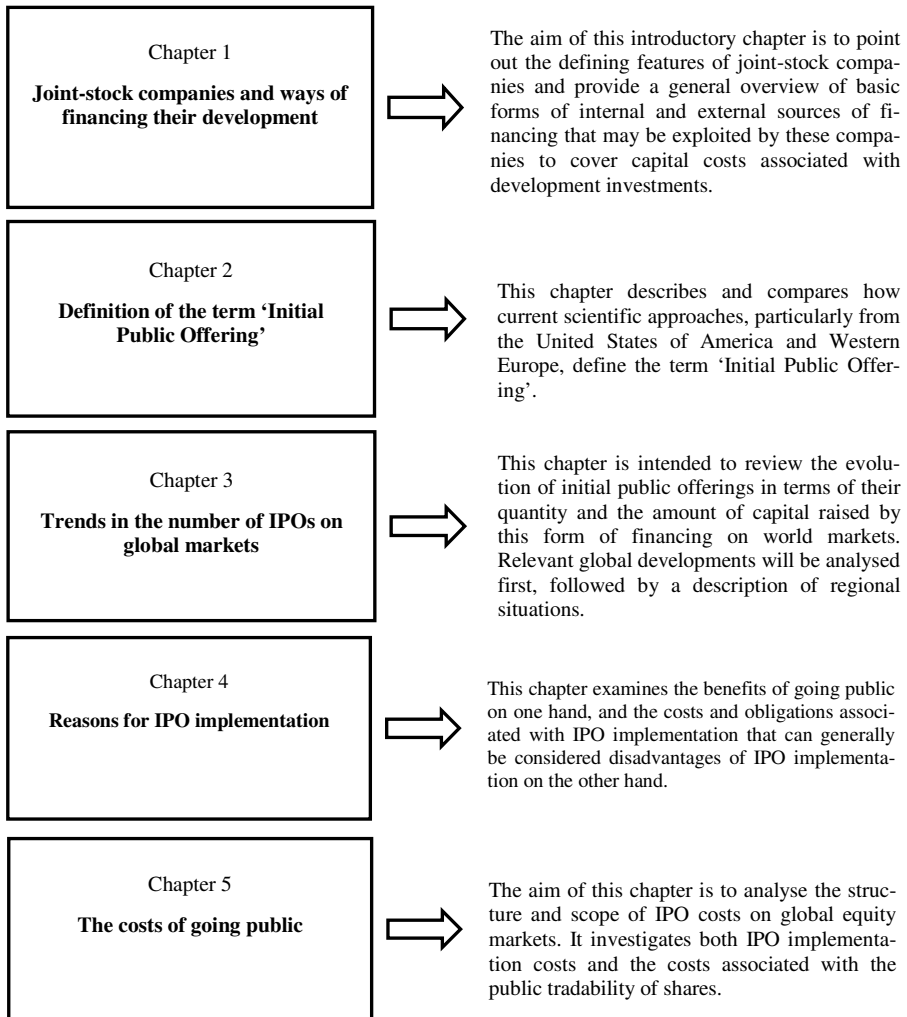 Chapter 1
Joint-stock companies and ways of
financing their development
The aim of this introductory chapter is to point
out the defining features of joint-stock compa-
nies and provide a general overview of basic
forms of internal and external sources of fi-
nancing that may be exploited by these compa-
nies to cover capital costs associated with
development investments.
Chapter 2
Definition of the term ‘Initial
Public Offering’
This chapter describes and compares how
current scientific approaches, particularly from
the United States of America and Western
Europe, define the term ‘Initial Public Offer-
ing’.
Chapter 3
Trends in the number of IPOs on
global markets
This chapter is intended to review the evolu-
tion of initial public offerings in terms of their
quantity and the amount of capital raised by
this form of financing on world markets.
Relevant global developments will be analysed
first, followed by a description of regional
situations.
Chapter 4
Reasons for IPO implementation
This chapter examines the benefits of going public
on one hand, and the costs and obligations associ-
ated with IPO implementation that can generally
be considered disadvantages of IPO implementa-
tion on the other hand.
Chapter 5
The costs of going public
The aim of this chapter is to analyse the struc-
ture and scope of IPO costs on global equity
markets. It investigates both IPO implementa-
tion costs and the costs associated with the
public tradability of shares.